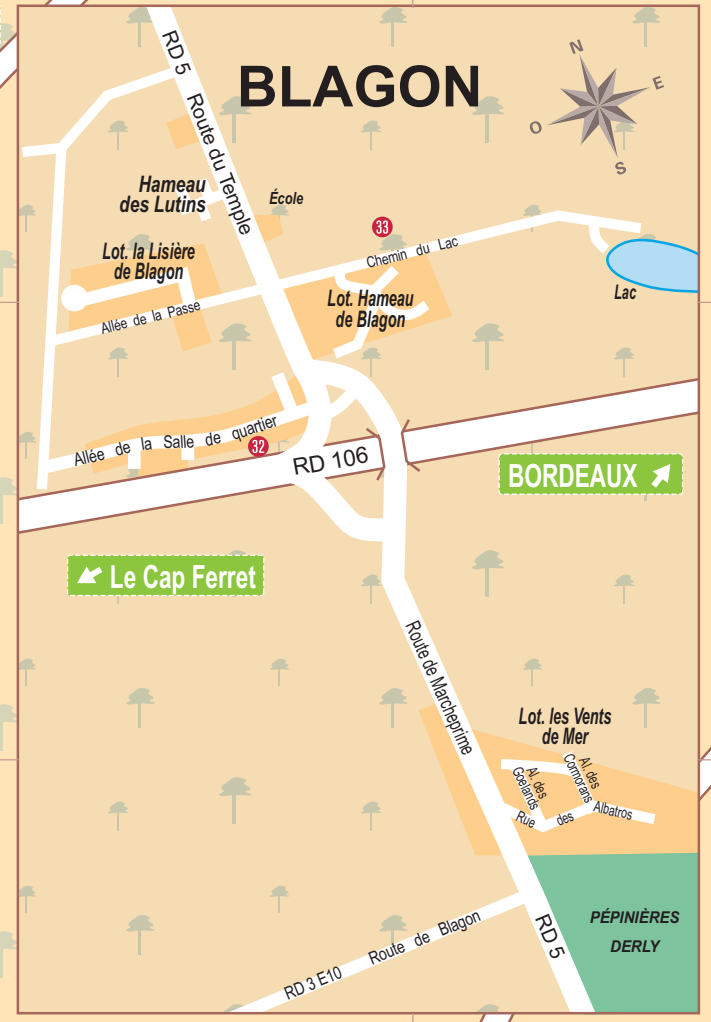 BLAGON
N
E
O
S
RD 5
Route du Temple
Hameau
des Lutins
École
33
Chemin du Lac
Lot. la Lisière
de Blagon
Lac
Lot. Hameau
de Blagon
Allée de la Passe
Allée de la Salle de quartier
32
RD 106
BORDEAUX
Le Cap Ferret
Route de Marcheprime
Lot. les Vents
de Mer
Al. des
Goelands
Al. des
Cormorans
Rue des Albatros
PÉPINIÈRES
DERLY
RD 5
RD 3 E10 Route de Blagon